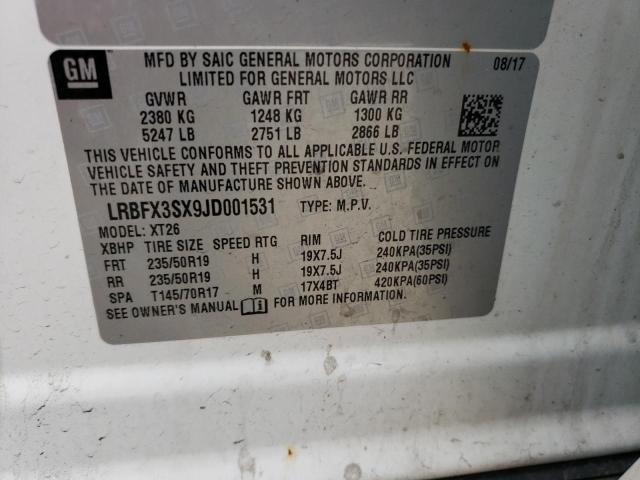 GM
MFD BY SAIC GENERAL MOTORS CORPORATION 08/17
LIMITED FOR GENERAL MOTORS LLC
GVWR GAWR FRT GAWR RR
2380 KG 1248 KG 1300 KG
5247 LB 2751 LB 2866 LB
THIS VEHICLE CONFORMS TO ALL APPLICABLE U.S. FEDERAL MOTOR
VEHICLE SAFETY AND THEFT PREVENTION STANDARDS IN EFFECT ON
THE DATE OF MANUFACTURE SHOWN ABOVE.
LRBFX3SX9JD001531 TYPE: M.P.V.
MODEL: XT26
XBHP TIRE SIZE SPEED RTG RIM COLD TIRE PRESSURE
FRT 235/50R19 H 19X7.5J 240KPA(35PSI)
RR 235/50R19 H 19X7.5J 240KPA(35PSI)
SPA T145/70R17 M 17X4BT 420KPA(60PSI)
SEE OWNER'S MANUAL FOR MORE INFORMATION.